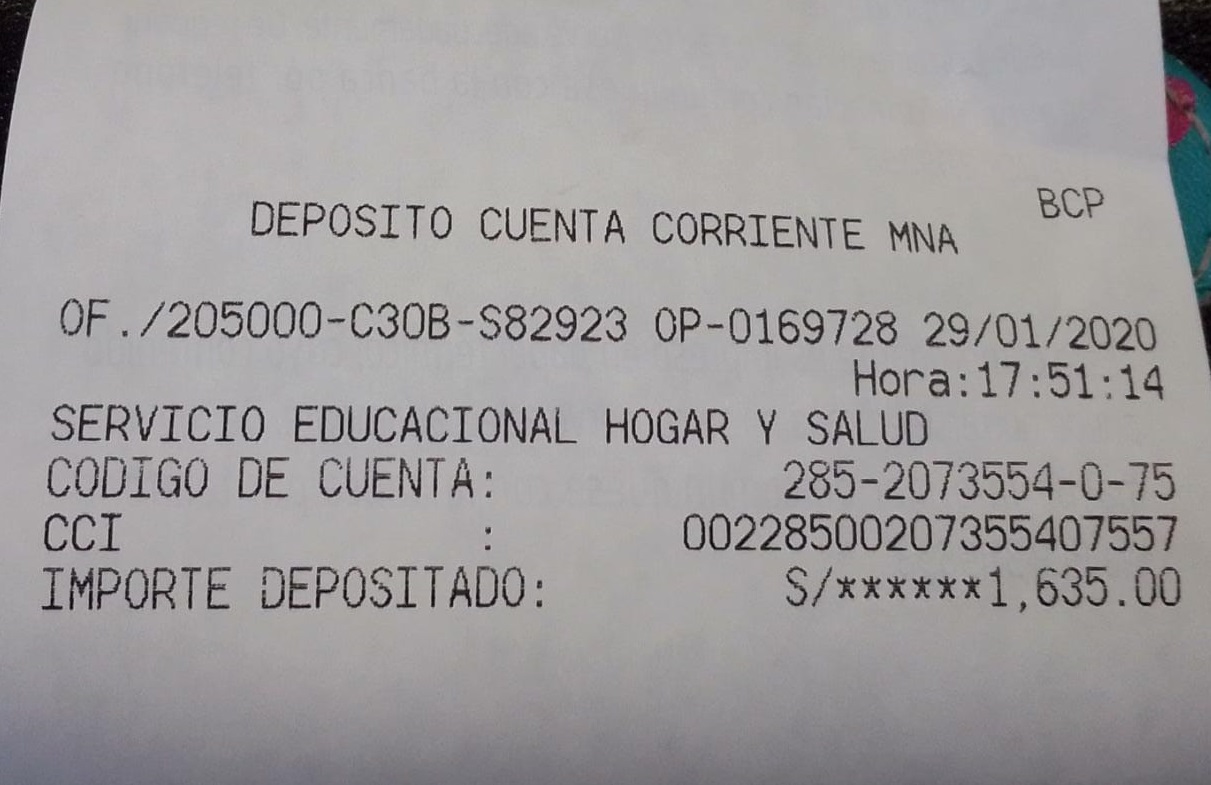 BCP
DEPOSITO CUENTA CORRIENTE MNA
OF./205000-C30B-S82923 OP-0169728 29/01/2020
Hora:17:51:14
SERVICIO EDUCACIONAL HOGAR Y SALUD
CODIGO DE CUENTA: 285-2073554-0-75
CCI : 00228500207355407557
IMPORTE DEPOSITADO: S/******1,635.00